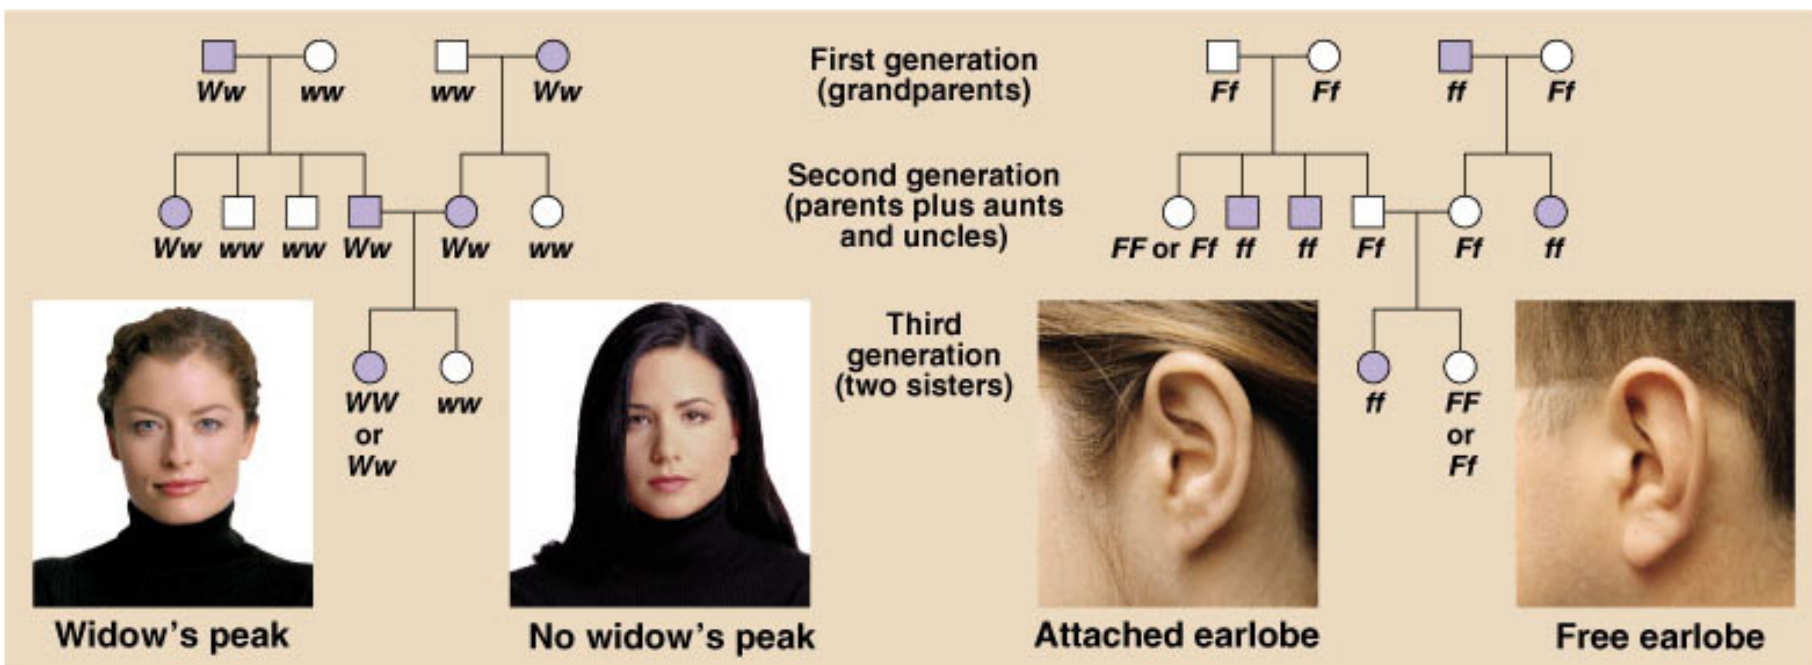 Ww ww ww Ww
First generation
(grandparents)
Ff Ff ff Ff
Ww ww ww Ww Ww ww
Second generation
(parents plus aunts
and uncles)
FF or Ff ff ff Ff Ff ff
WW
or
Ww
ww
Third
generation
(two sisters)
ff
FF
or
Ff
Widow's peak
No widow's peak
Attached earlobe
Free earlobe